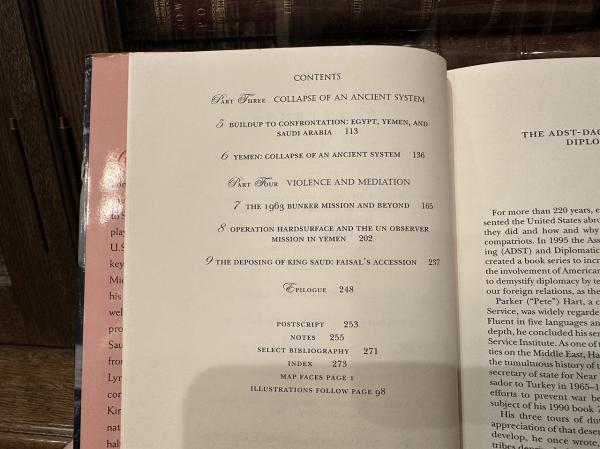 CONTENTS
Part Three COLLAPSE OF AN ANCIENT SYSTEM
5 BUILDUP TO CONFRONTATION: EGYPT, YEMEN, AND
SAUDI ARABIA 113
6 YEMEN: COLLAPSE OF AN ANCIENT SYSTEM 136
Part Four VIOLENCE AND MEDIATION
7 THE 1963 BUNKER MISSION AND BEYOND 165
8 OPERATION HARDSURFACE AND THE UN OBSERVER
MISSION IN YEMEN 202
9 THE DEPOSING OF KING SAUD: FAISAL'S ACCESSION 237
Epilogue 248
POSTSCRIPT 253
NOTES 255
SELECT BIBLIOGRAPHY 271
INDEX 273
MAP FACES PAGE 1
ILLUSTRATIONS FOLLOW PAGE 98
THE ADST-DAC
DIPL
For more than 220 years, e
sented the United States abro
they did and how and why
compatriots. In 1995 the Ass
ing (ADST) and Diplomatic
created a book series to incr
the involvement of American
to demystify diplomacy by te
our foreign relations, as the
Parker ("Pete") Hart, a c
Service, was widely regarde
Fluent in five languages an
depth, he concluded his ser
Service Institute. As one of t
ties on the Middle East, Ha
the tumultuous history of t
secretary of state for Near
sador to Turkey in 1965–1
efforts to prevent war be
subject of his 1990 book
His three tours of du
appreciation of that deser
develop, he once wrote,